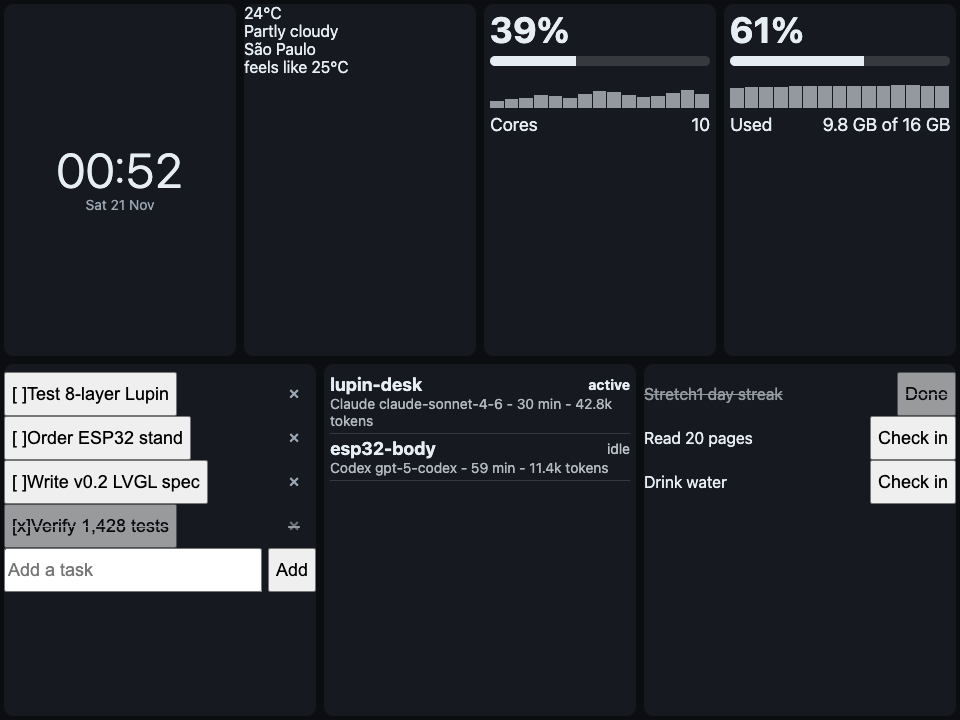 00:52
Sat 21 Nov
24°C
Partly cloudy
São Paulo
feels like 25°C
39%
Cores 10
61%
Used 9.8 GB of 16 GB
[ ]Test 8-layer Lupin ×
[ ]Order ESP32 stand ×
[ ]Write v0.2 LVGL spec ×
[x]Verify 1,428 tests ×
Add a task Add
lupin-desk active
Claude claude-sonnet-4-6 - 30 min - 42.8k
tokens
esp32-body idle
Codex gpt-5-codex - 59 min - 11.4k tokens
Stretch1 day streak Done
Read 20 pages Check in
Drink water Check in